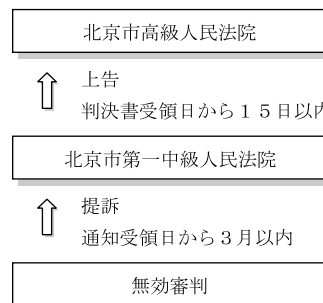 北京市高級人民法院
上告
判決書受領日から１５日以内
北京市第一中級人民法院
提訴
通知受領日から３月以内
無効審判